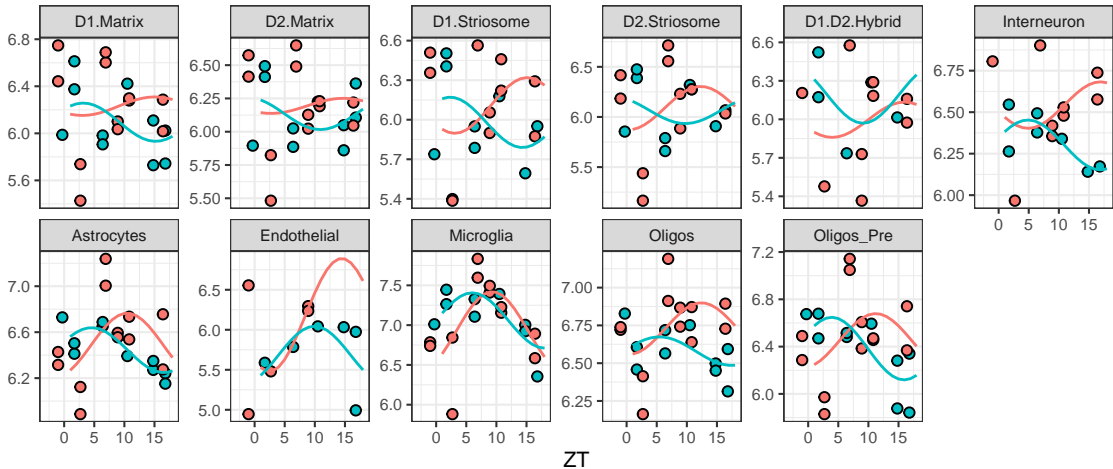 D1.Matrix D2.Matrix D1.Striosome D2.Striosome D1.D2.Hybrid Interneuron
6.8 6.4 6.0 5.6
6.50 6.25 6.00 5.75 5.50
6.6 6.3 6.0 5.7 5.4
6.5 6.0 5.5
6.6 6.2 5.8 5.4
6.75 6.50 6.25 6.00
0 5 10 15
Astrocytes Endothelial Microglia Oligos Oligos_Pre
7.0 6.6 6.2
6.5 6.0 5.5 5.0
7.5 7.0 6.5 6.0
7.00 6.75 6.50 6.25
7.2 6.8 6.4 6.0
0 5 10 15 0 5 10 15 0 5 10 15 0 5 10 15 0 5 10 15
ZT